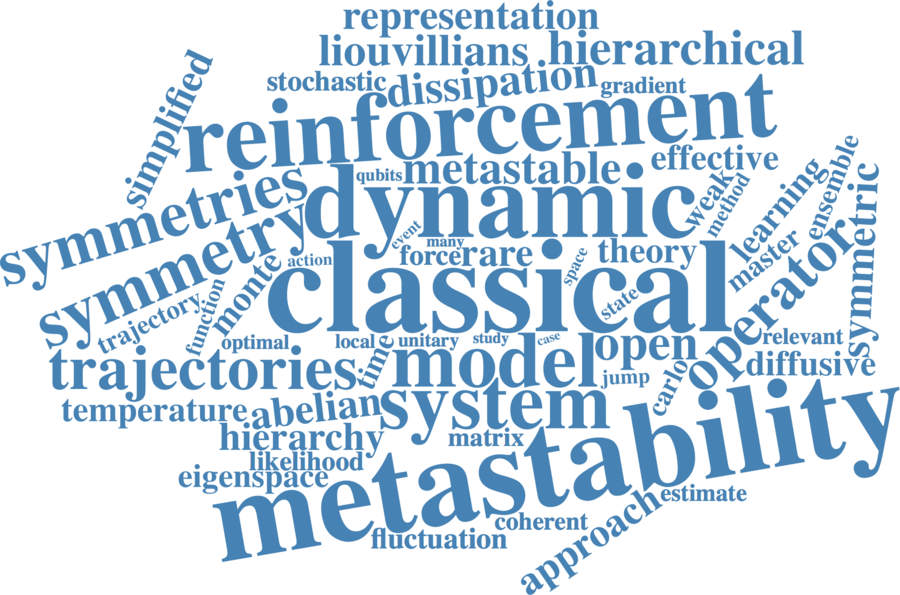 representation
liouvillians
hierarchical
stochastic
dissipation
gradient
simplified
reinforcement
qubits
metastable
effective
weak
method
learning
ensemble
symmetries
dynamic
symmetry
event
many
action
force
rare
space
theory
master
operator
symmetric
trajectory
function
monte
classical
state
optimal
local
unitary
study
case
relevant
trajectories
time
model
open
jump
carlo
diffusive
temperature
abelian
system
hierarchy
matrix
metastability
likelihood
eigenspace
estimate
coherent
approach
fluctuation